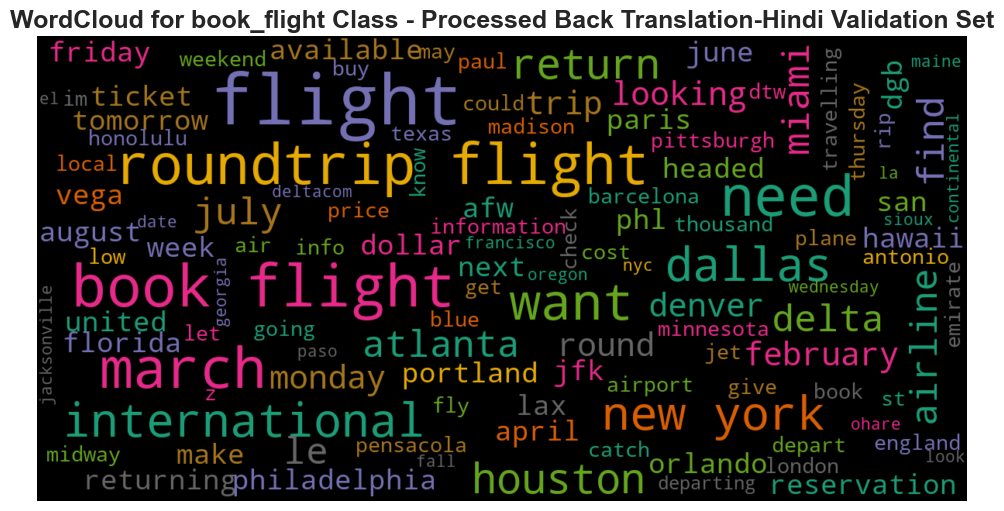 WordCloud for book_flight Class - Processed Back Translation-Hindi Validation Set
friday
weekend
available
may
paul
return
june
miami
travelling
dgb
maine
el
im
ticket
flight
buy
could
trip
looking
dtw
thursday
rip
find
continental
tomorrow
honolulu
texas
madison
paris
pittsburgh
local
roundtrip flight
know
headed
la
vega
deltacom
afw
barcelona
need
san
july
price
information
phl
thousand
sioux
august
date
week
air
info
dollar
francisco
check
cost
plane
hawaii
low
georgia
next
oregon
nyc
dallas
antonio
book flight
get
want
wednesday
emirate
jacksonville
united
let
going
blue
denver
delta
airline
florida
paso
atlanta
round
minnesota
march
monday
portland
jfk
jet
february
z
airport
give
book
st
international
fly
lax
new york
ohare
april
midway
make
le
pensacola
fall
catch
depart
england
look
returning
philadelphia
houston
orlando
london
departing
reservation